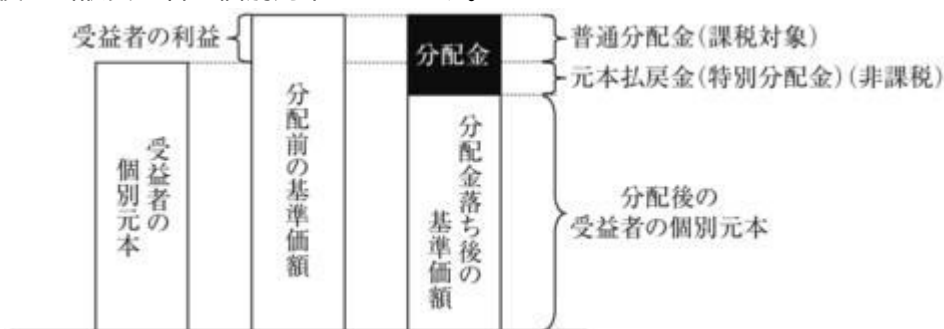 受益者の利益
分配金
普通分配金(課税対象)
元本払戻金(特別分配金)(非課税)
受益者の
個別元本
分配前の基準価額
分配金落ち後の
基準価額
分配後の
受益者の個別元本